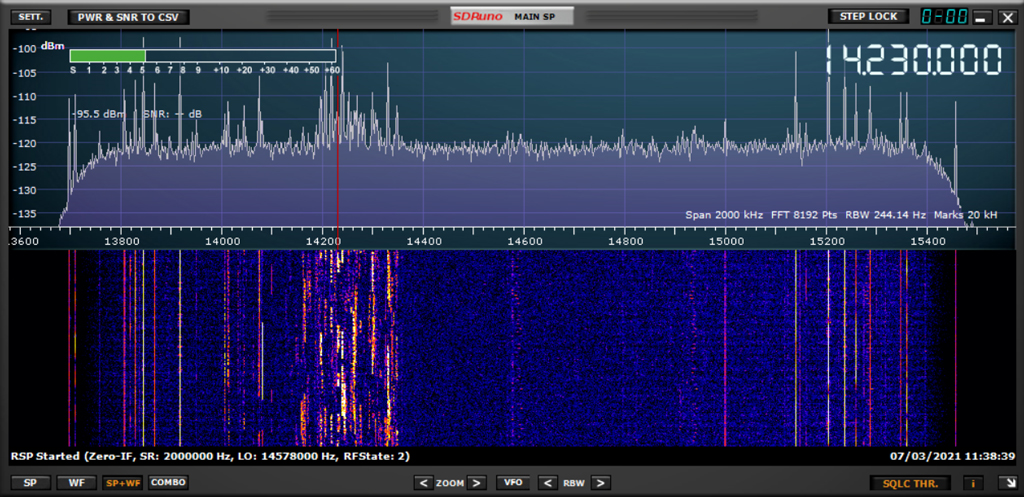 SETT. PWR & SNR TO CSV SDRuno MAIN SP STEP LOCK 0-00
-100 dBm
S 1 2 3 4 5 6 7 8 9 +10 +20 +30 +40 +50 +60
14.230.000
-105
-110
-95.5 dBm SNR: -- dB
-115
-120
-125
-130
-135
Span 2000 kHz FFT 8192 Pts RBW 244.14 Hz Marks 20 kH
13600 13800 14000 14200 14400 14600 14800 15000 15200 15400
RSP Started (Zero-IF, SR: 2000000 Hz, LO: 14578000 Hz, RFState: 2) 07/03/2021 11:38:39
SP WF SP+WF COMBO < ZOOM > VFO < RBW > SQLC THR. i